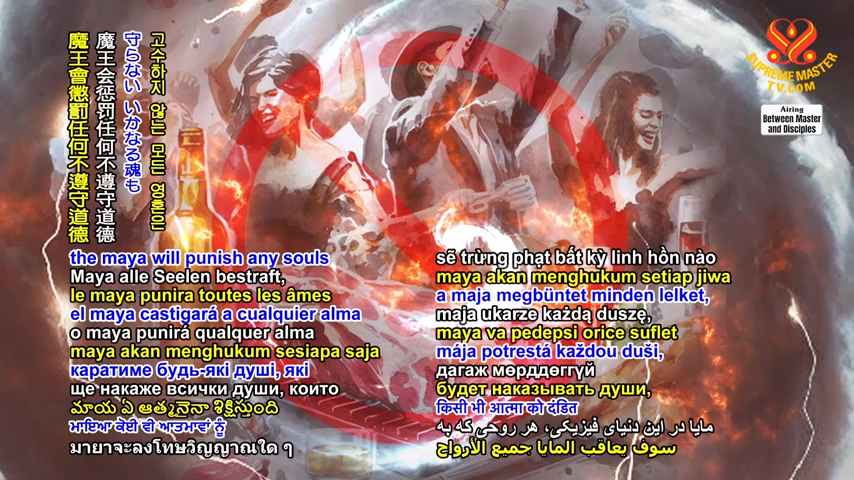 魔王會懲罰任何不遵守道德
魔王会惩罚任何不遵守道德
守らない いかなる魂も
고수하지 않는 모든 영혼은
SUPREME MASTER
TV.COM
Airing
Between Master
and Disciples
the maya will punish any souls
Maya alle Seelen bestraft,
le maya punira toutes les âmes
el maya castigará a cualquier alma
o maya punirá qualquer alma
maya akan menghukum sesiapa saja
каратиме будь-які душі, які
ще накаже всички души, които
మాయ ఏ ఆత్మనైనా శిక్షిస్తుంది
ਮਾਇਆ ਕੋਈ ਵੀ ਆਤਮਾਵਾਂ ਨੂੰ
มายาจะลงโทษวิญญาณใด ๆ
sẽ trừng phạt bất kỳ linh hồn nào
maya akan menghukum setiap jiwa
a maja megbüntet minden lelket,
maja ukarze każdą duszę,
maya va pedepsi orice suflet
mája potrestá každou duši,
дагаж мөрддөггүй
будет наказывать души,
किसी भी आत्मा को दंडित
مایا در این دنیای فیزیکی، هر روحی که به
سوف يعاقب المايا جميع الأرواح